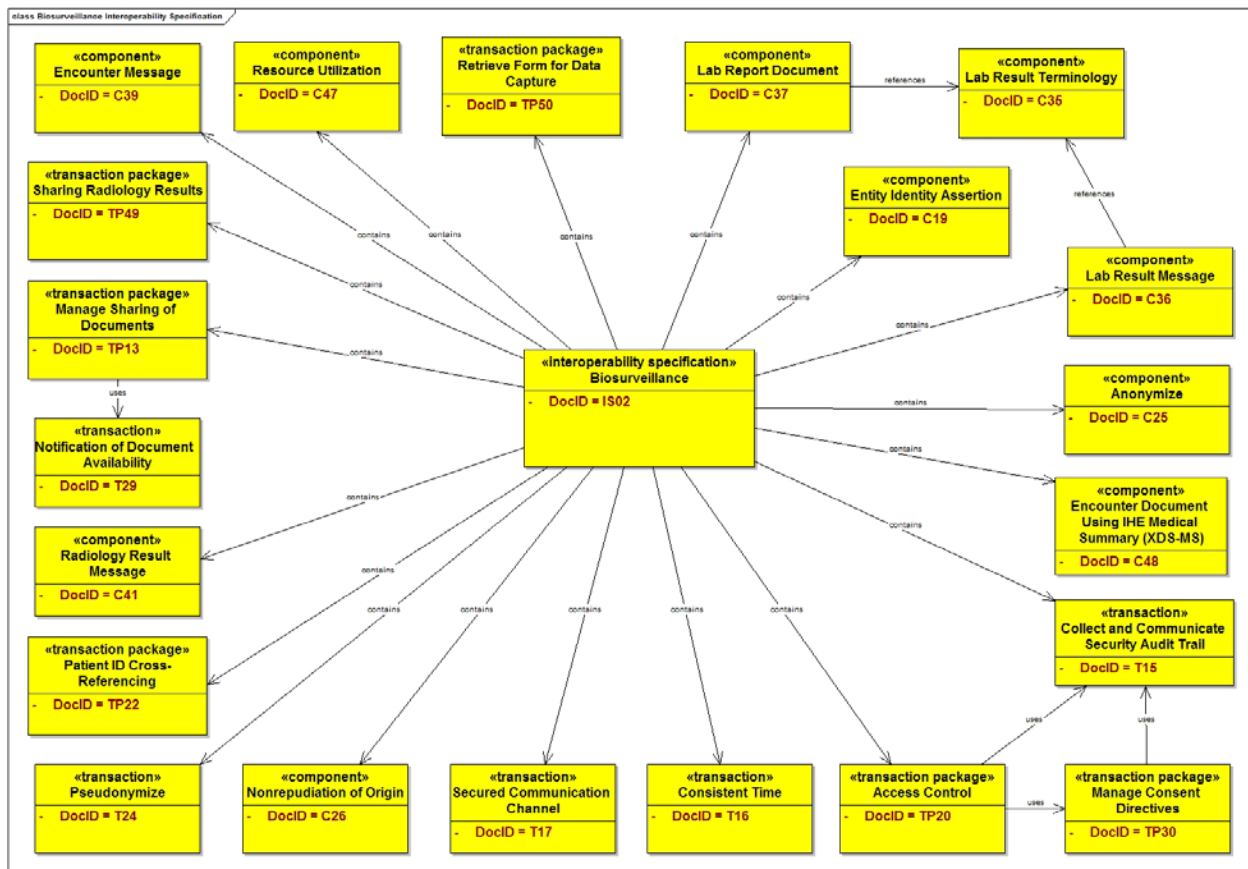 class Biosurveillance Interoperability Specification
«component»
Encounter Message
- DocID = C39
«component»
Resource Utilization
- DocID = C47
«transaction package»
Retrieve Form for Data
Capture
- DocID = TP50
«component»
Lab Report Document
- DocID = C37
references
«component»
Lab Result Terminology
- DocID = C35
«transaction package»
Sharing Radiology Results
- DocID = TP49
«component»
Entity Identity Assertion
- DocID = C19
references
contains
contains
contains
contains
contains
contains
«component»
Lab Result Message
- DocID = C36
«transaction package»
Manage Sharing of
Documents
- DocID = TP13
contains
contains
contains
uses
«interoperability specification»
Biosurveillance
- DocID = IS02
«component»
Anonymize
- DocID = C25
contains
«transaction»
Notification of Document
Availability
- DocID = T29
contains
«component»
Encounter Document
Using IHE Medical
Summary (XDS-MS)
- DocID = C48
contains
contains
«component»
Radiology Result
Message
- DocID = C41
contains
contains
contains
contains
contains
contains
contains
«transaction»
Collect and Communicate
Security Audit Trail
- DocID = T15
«transaction package»
Patient ID Cross-
Referencing
- DocID = TP22
uses
uses
«transaction»
Pseudonymize
- DocID = T24
«component»
Nonrepudiation of Origin
- DocID = C26
«transaction»
Secured Communication
Channel
- DocID = T17
«transaction»
Consistent Time
- DocID = T16
«transaction package»
Access Control
- DocID = TP20
uses
«transaction package»
Manage Consent
Directives
- DocID = TP30